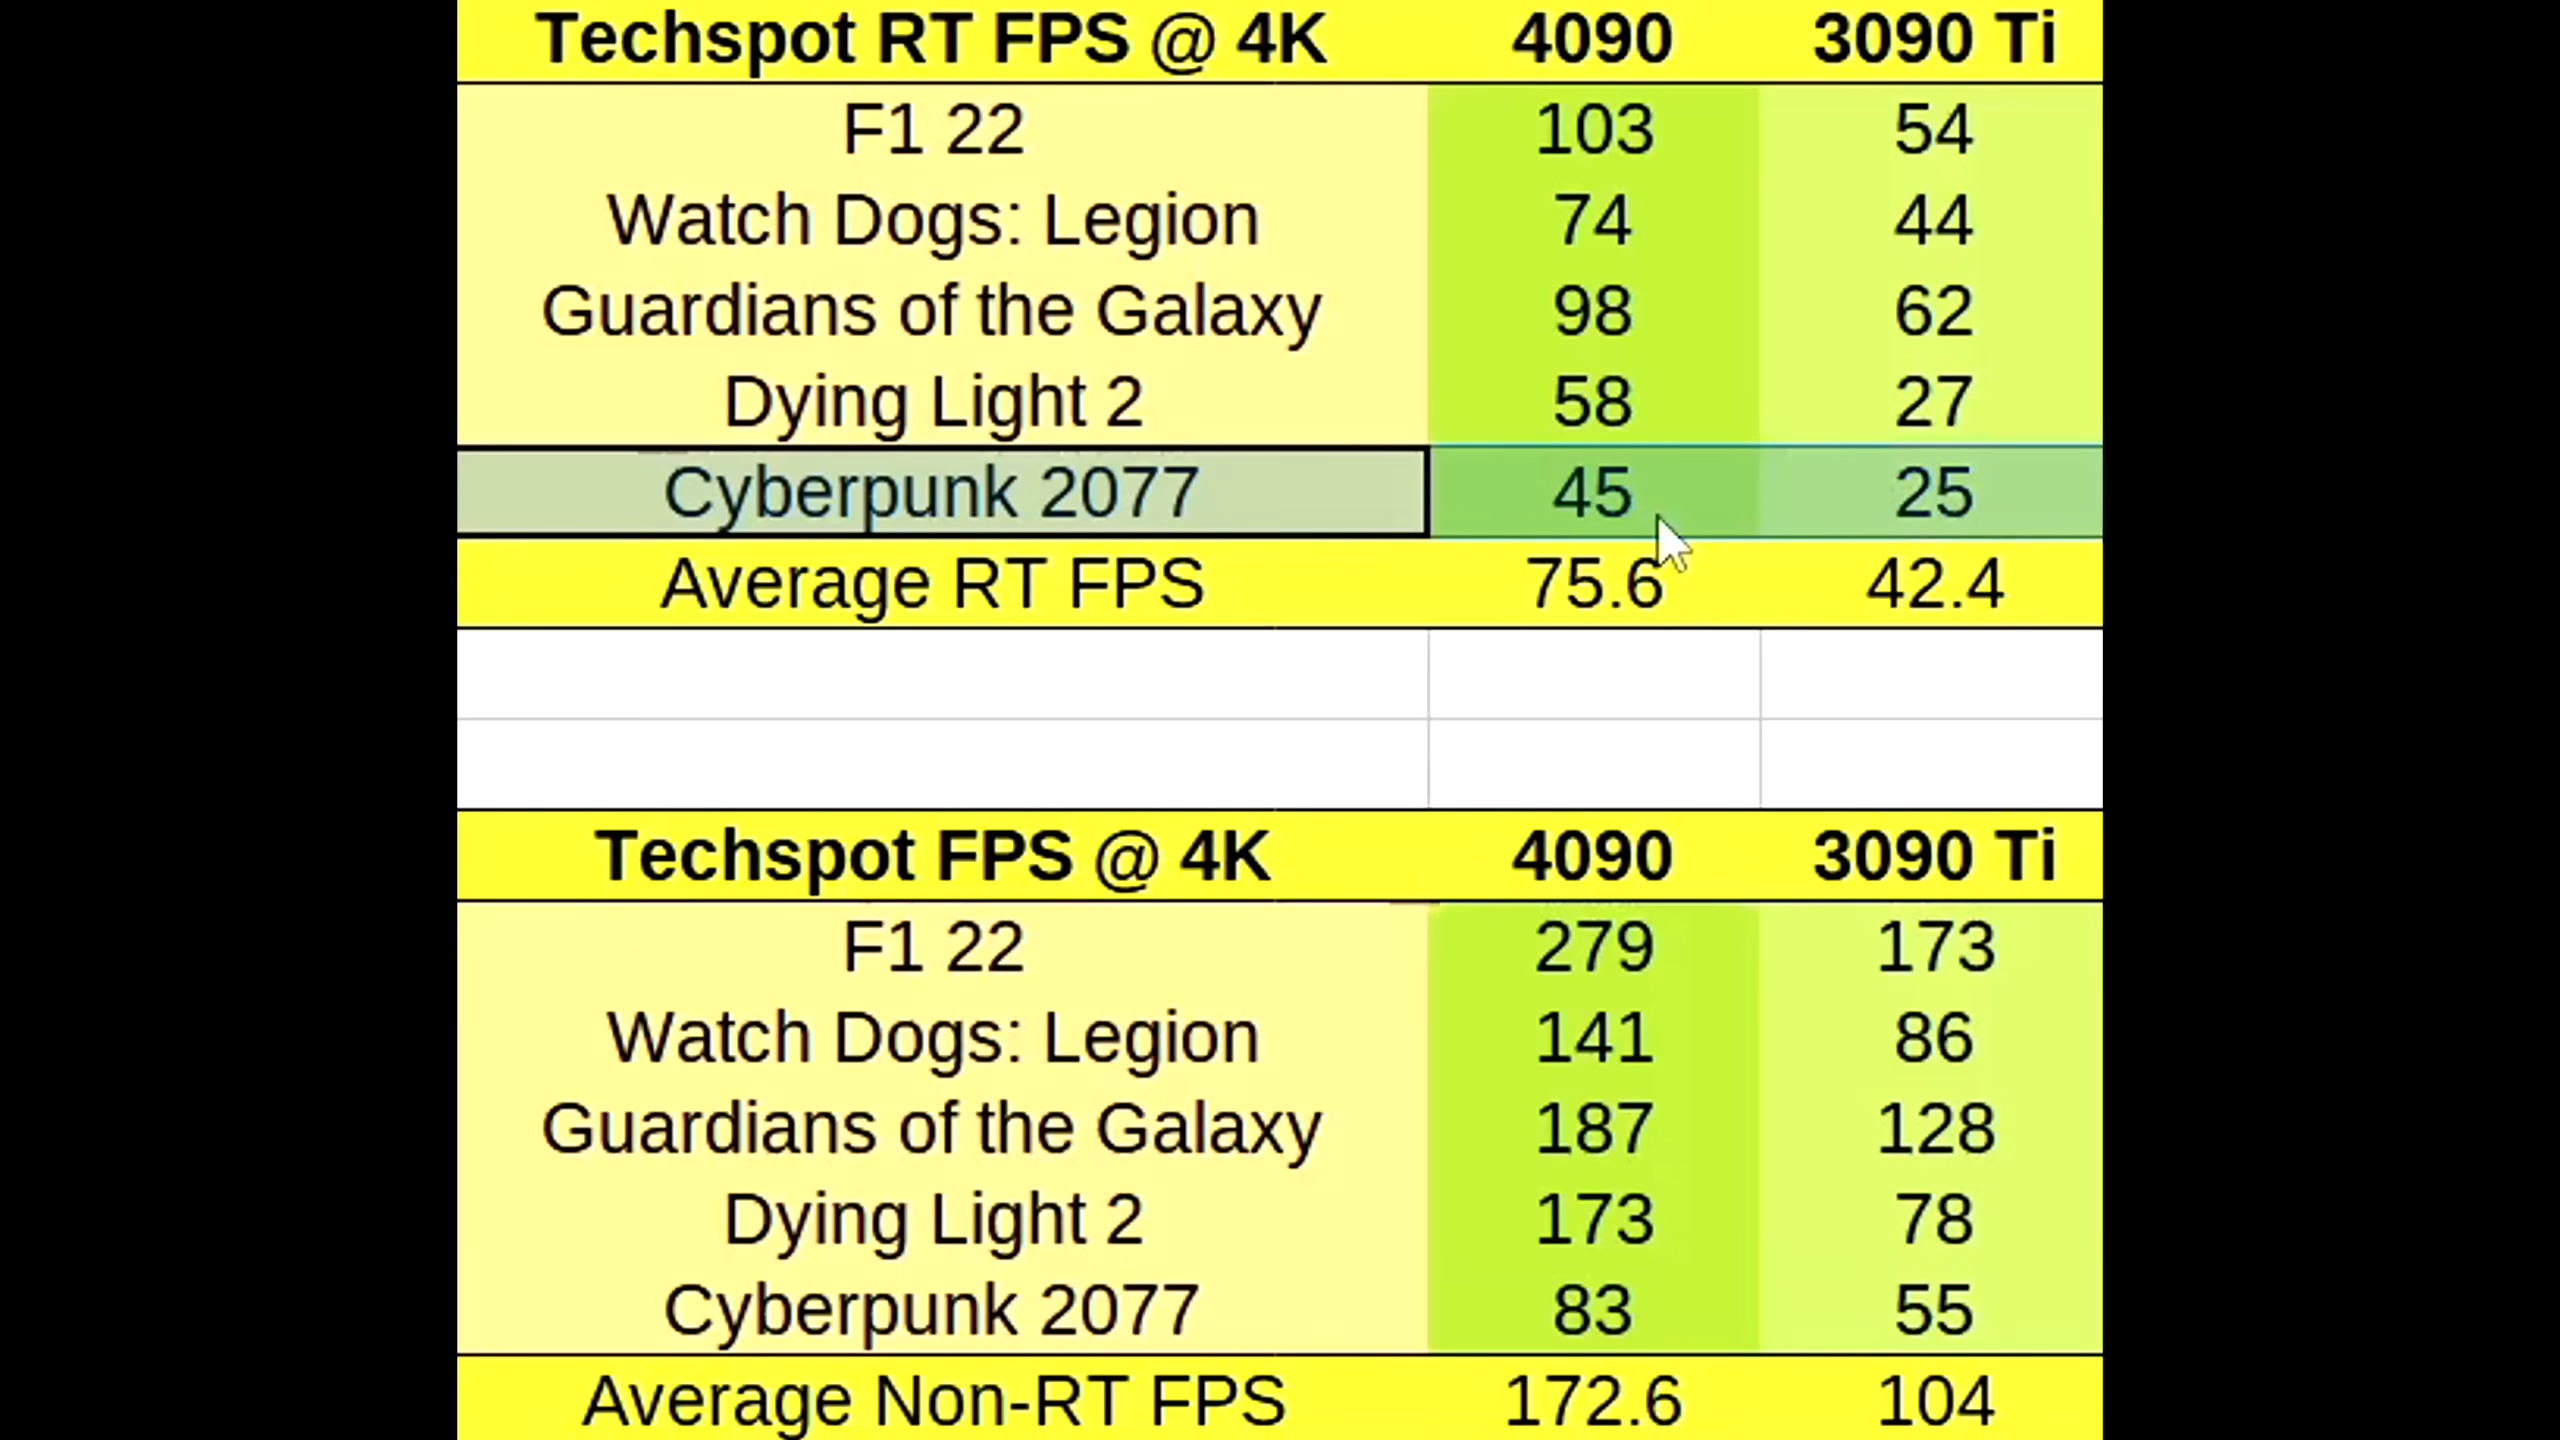 Techspot RT FPS @ 4K 4090 3090 Ti
F1 22 103 54
Watch Dogs: Legion 74 44
Guardians of the Galaxy 98 62
Dying Light 2 58 27
Cyberpunk 2077 45 25
Average RT FPS 75.6 42.4
Techspot FPS @ 4K 4090 3090 Ti
F1 22 279 173
Watch Dogs: Legion 141 86
Guardians of the Galaxy 187 128
Dying Light 2 173 78
Cyberpunk 2077 83 55
Average Non-RT FPS 172.6 104